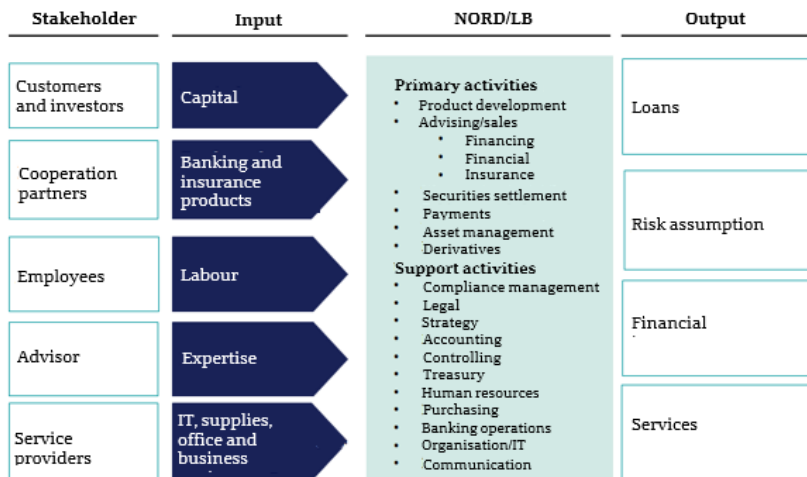 Stakeholder
Input
NORD/LB
Output
Customers
and investors
Capital
Cooperation
partners
Banking and
insurance
products
Employees
Labour
Advisor
Expertise
Service
providers
IT, supplies,
office and
business
Primary activities
• Product development
• Advising/sales
• Financing
• Financial
• Insurance
• Securities settlement
• Payments
• Asset management
• Derivatives
Support activities
• Compliance management
• Legal
• Strategy
• Accounting
• Controlling
• Treasury
• Human resources
• Purchasing
• Banking operations
• Organisation/IT
• Communication
Loans
Risk assumption
Financial
Services